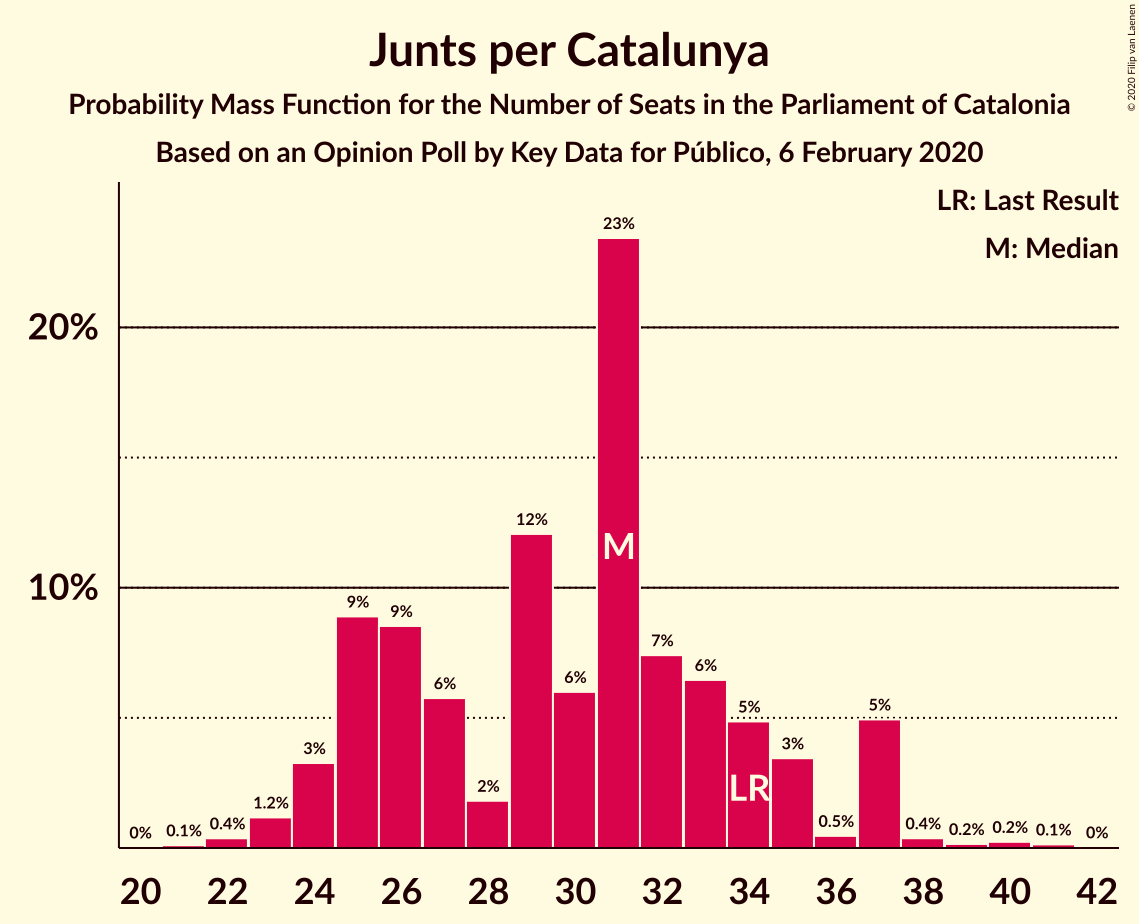 Junts per Catalunya
Probability Mass Function for the Number of Seats in the Parliament of Catalonia
Based on an Opinion Poll by Key Data for Público, 6 February 2020
© 2020 Filip van Laenen
LR: Last Result
M: Median
20%
10%
0%
0.1%
0.4%
1.2%
3%
9%
9%
6%
2%
12%
6%
23%
7%
6%
5%
3%
0.5%
5%
0.4%
0.2%
0.2%
0.1%
0%
M
LR
20 22 24 26 28 30 32 34 36 38 40 42